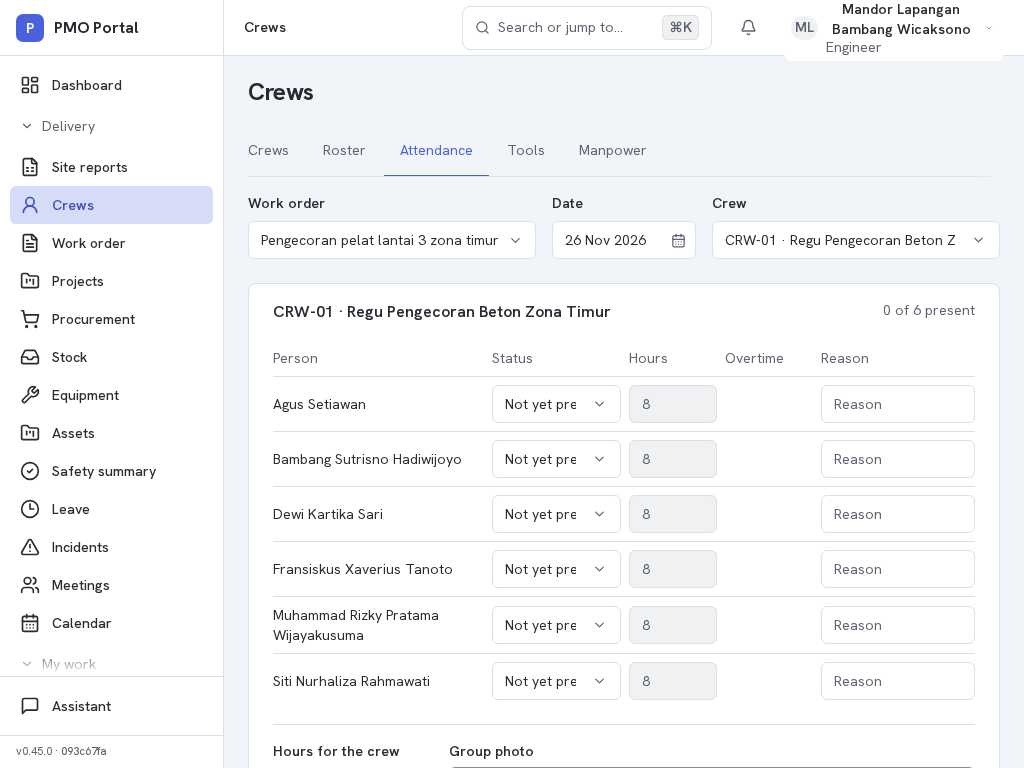 P PMO Portal
Crews
Search or jump to... ⌘K
ML
Mandor Lapangan
Bambang Wicaksono
Engineer
Dashboard
Delivery
Site reports
Crews
Work order
Projects
Procurement
Stock
Equipment
Assets
Safety summary
Leave
Incidents
Meetings
Calendar
My work
Assistant
v0.45.0 · 093c67fa
Crews
Crews Roster Attendance Tools Manpower
Work order Date Crew
Pengecoran pelat lantai 3 zona timur 26 Nov 2026 CRW-01 · Regu Pengecoran Beton Z
CRW-01 · Regu Pengecoran Beton Zona Timur 0 of 6 present
Person Status Hours Overtime Reason
Agus Setiawan Not yet pre 8 Reason
Bambang Sutrisno Hadiwijoyo Not yet pre 8 Reason
Dewi Kartika Sari Not yet pre 8 Reason
Fransiskus Xaverius Tanoto Not yet pre 8 Reason
Muhammad Rizky Pratama
Wijayakusuma Not yet pre 8 Reason
Siti Nurhaliza Rahmawati Not yet pre 8 Reason
Hours for the crew Group photo